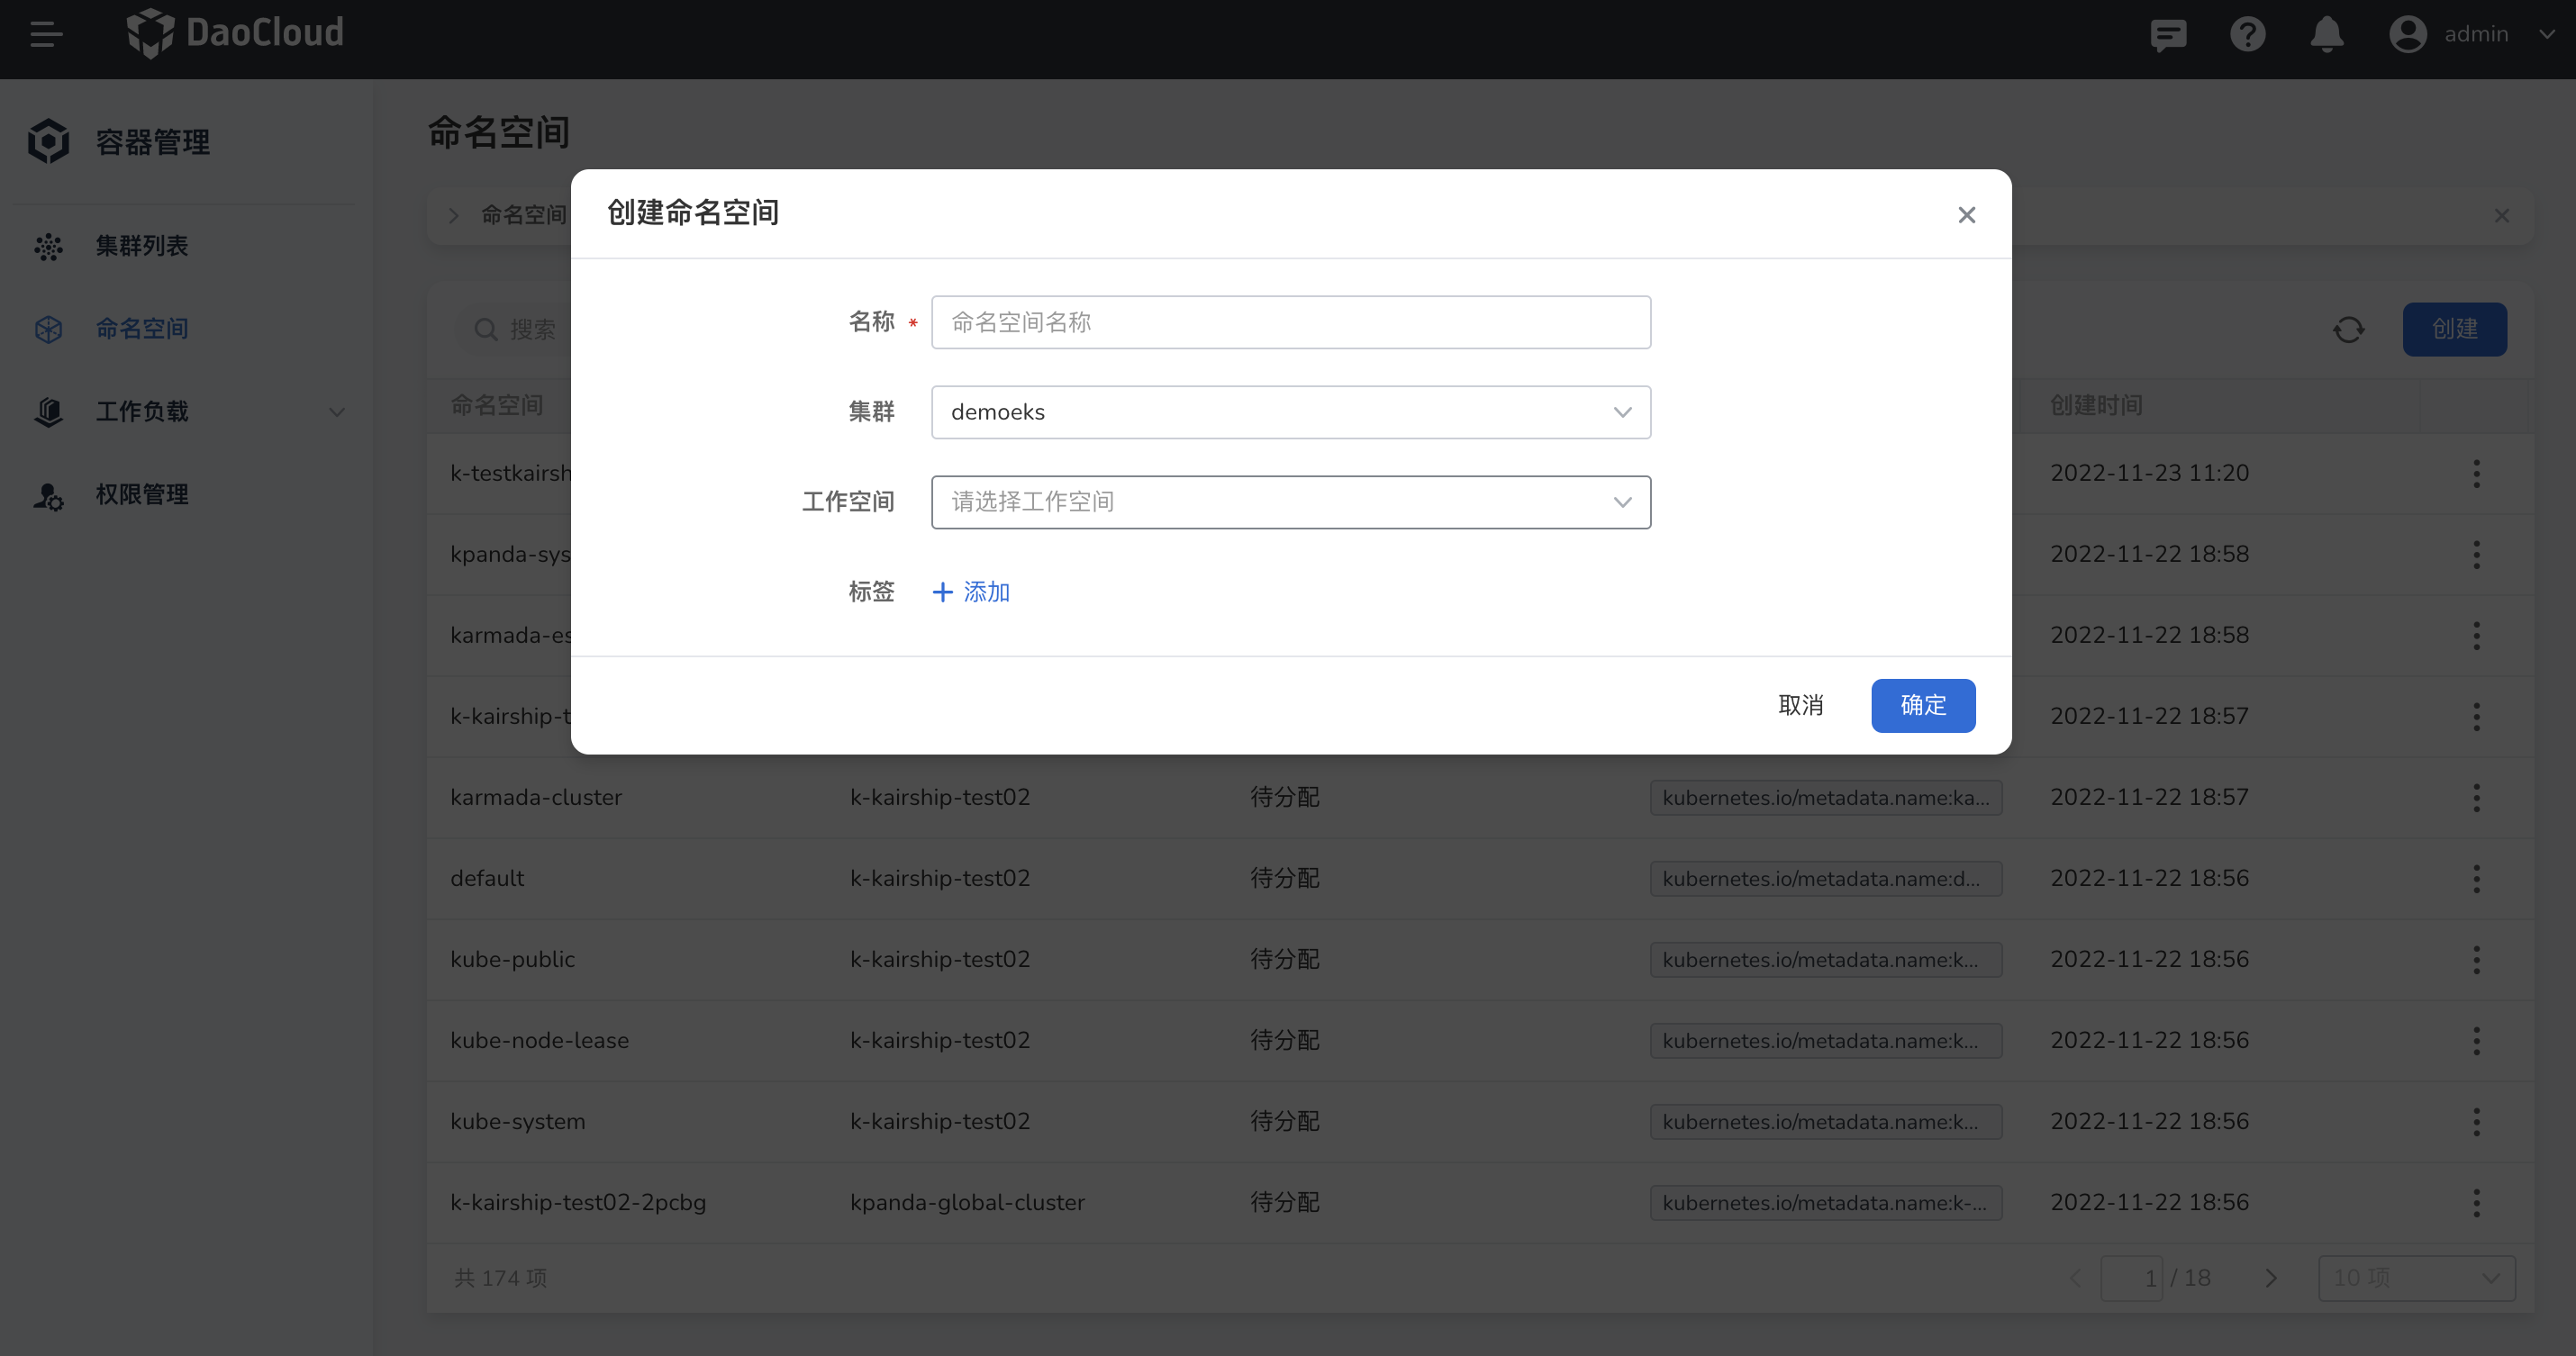 DaoCloud
admin
容器管理
集群列表
命名空间
工作负载
权限管理
命名空间
命名空间
搜索
创建
命名空间
创建时间
创建命名空间
名称 *
命名空间名称
集群
demoeks
工作空间
请选择工作空间
标签
添加
取消
确定
k-testkairsh
2022-11-23 11:20
kpanda-sys
2022-11-22 18:58
karmada-es
2022-11-22 18:58
k-kairship-t
2022-11-22 18:57
karmada-cluster k-kairship-test02 待分配 kubernetes.io/metadata.name:ka... 2022-11-22 18:57
default k-kairship-test02 待分配 kubernetes.io/metadata.name:d... 2022-11-22 18:56
kube-public k-kairship-test02 待分配 kubernetes.io/metadata.name:k... 2022-11-22 18:56
kube-node-lease k-kairship-test02 待分配 kubernetes.io/metadata.name:k... 2022-11-22 18:56
kube-system k-kairship-test02 待分配 kubernetes.io/metadata.name:k... 2022-11-22 18:56
k-kairship-test02-2pcbg kpanda-global-cluster 待分配 kubernetes.io/metadata.name:k-... 2022-11-22 18:56
共 174 项
1 / 18
10 项